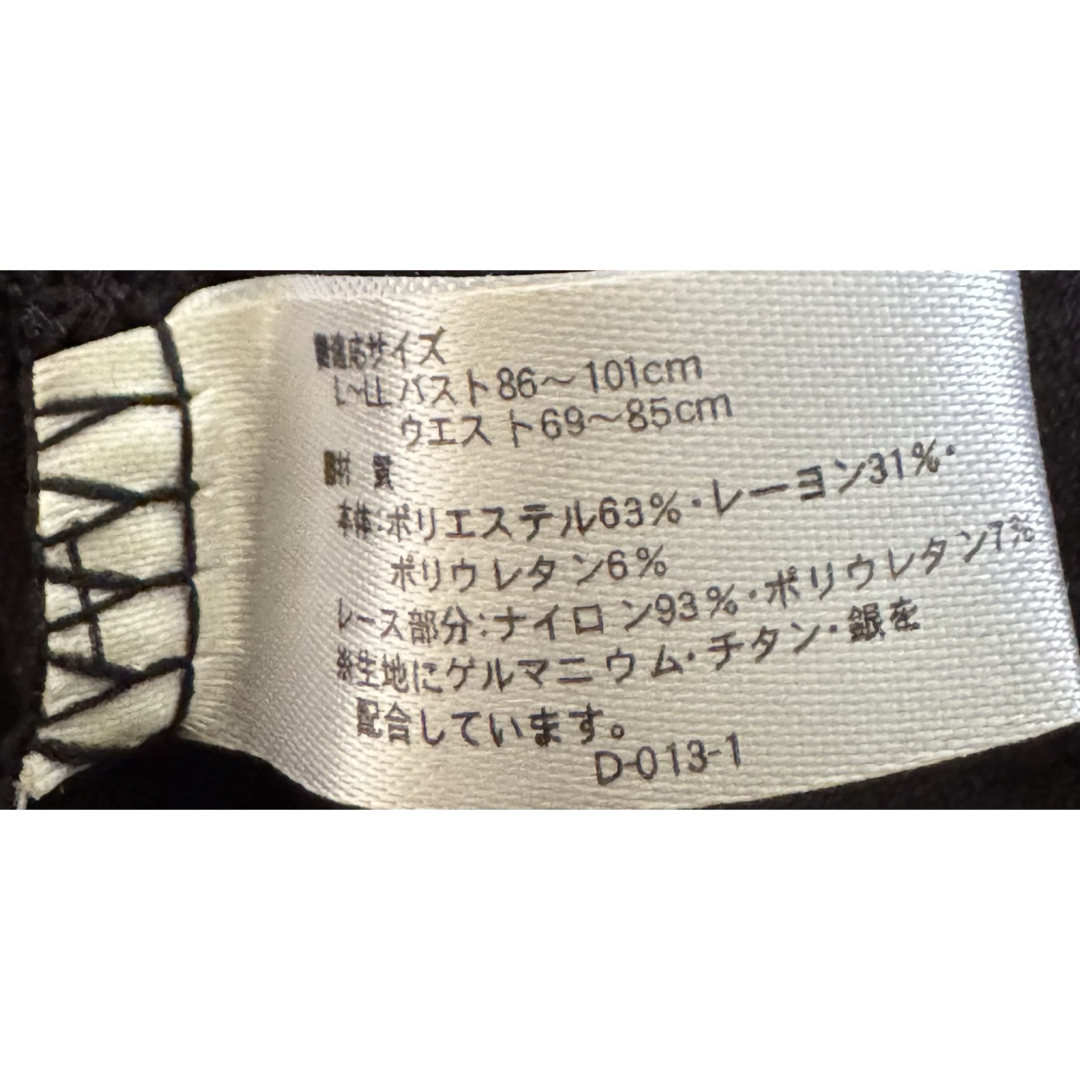 ■適応サイズ
L~LL バスト86~101cm
ウエスト69~85cm
■材 質
本体:ポリエステル63%・レーヨン31%・
ポリウレタン6%
レース部分:ナイロン93%・ポリウレタン7%
※生地にゲルマニウム・チタン・銀を
配合しています。
D-013-1